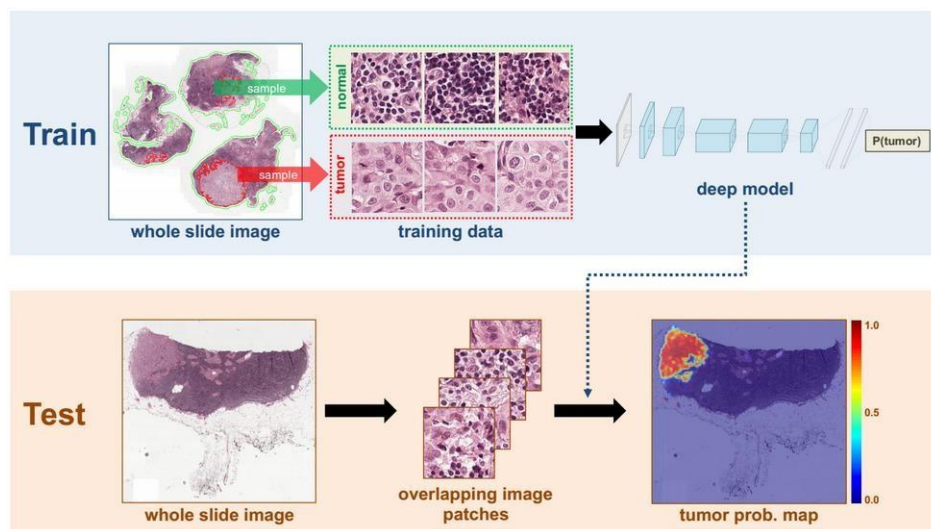 Train
sample
sample
normal
tumor
P(tumor)
whole slide image
training data
deep model
Test
1.0
0.5
0.0
whole slide image
overlapping image
patches
tumor prob. map